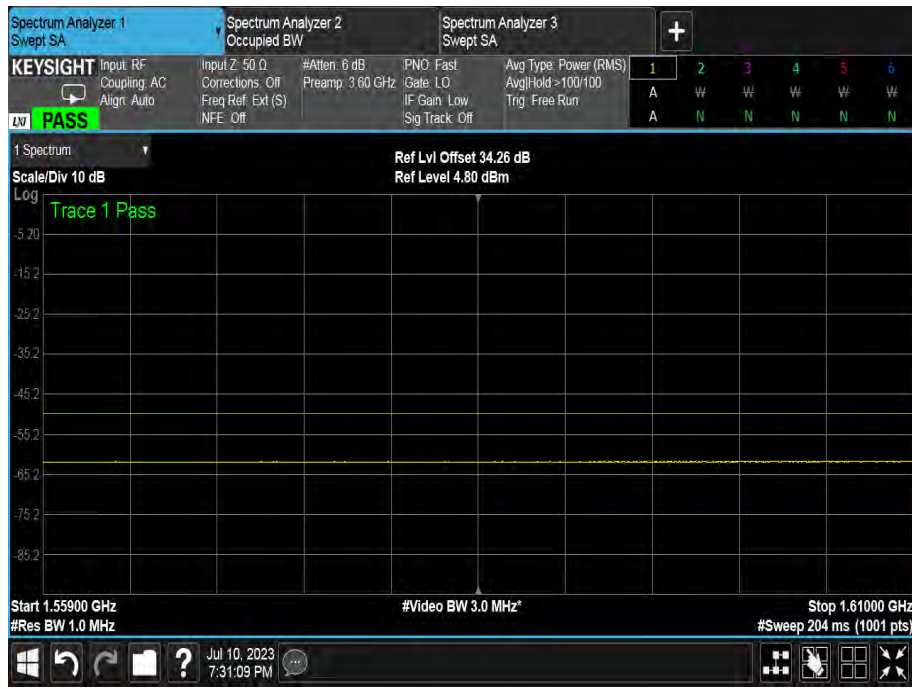 Spectrum Analyzer 1
Swept SA
Spectrum Analyzer 2
Occupied BW
Spectrum Analyzer 3
Swept SA
+
KEYSIGHT
Input: RF
Coupling: AC
Align: Auto
Input Z: 50 Ω
Corrections: Off
Freq Ref: Ext (S)
NFE: Off
#Atten: 6 dB
Preamp: 3.60 GHz
PNO: Fast
Gate: LO
IF Gain: Low
Sig Track: Off
Avg Type: Power (RMS)
Avg|Hold >100/100
Trig: Free Run
1 2 3 4 5 6
A W W W W W
A N N N N N
LXI PASS
1 Spectrum
Scale/Div 10 dB
Ref Lvl Offset 34.26 dB
Ref Level 4.80 dBm
Log
Trace 1 Pass
-5.20
-15.2
-25.2
-35.2
-45.2
-55.2
-65.2
-75.2
-85.2
Start 1.55900 GHz
#Video BW 3.0 MHz*
Stop 1.61000 GHz
#Res BW 1.0 MHz
#Sweep 204 ms (1001 pts)
?
Jul 10, 2023
7:31:09 PM